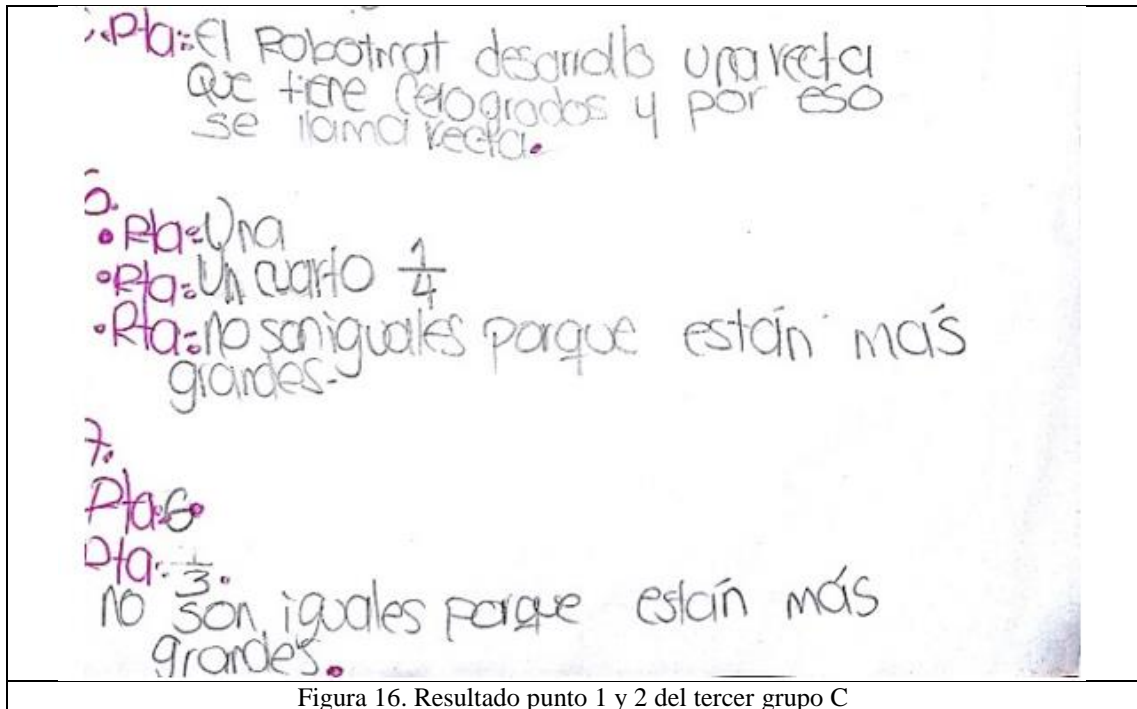 Rta: El Robotmat desarrollo una recta
que tiene cerogrados y por eso
se llama recta.
• Rta: Una
• Rta: Un cuarto 1/4
• Rta: no son iguales porque están más
grandes.
7.
Rta: 6.
Rta: 1/3.
no son iguales porque están más
grandes.
Figura 16. Resultado punto 1 y 2 del tercer grupo C